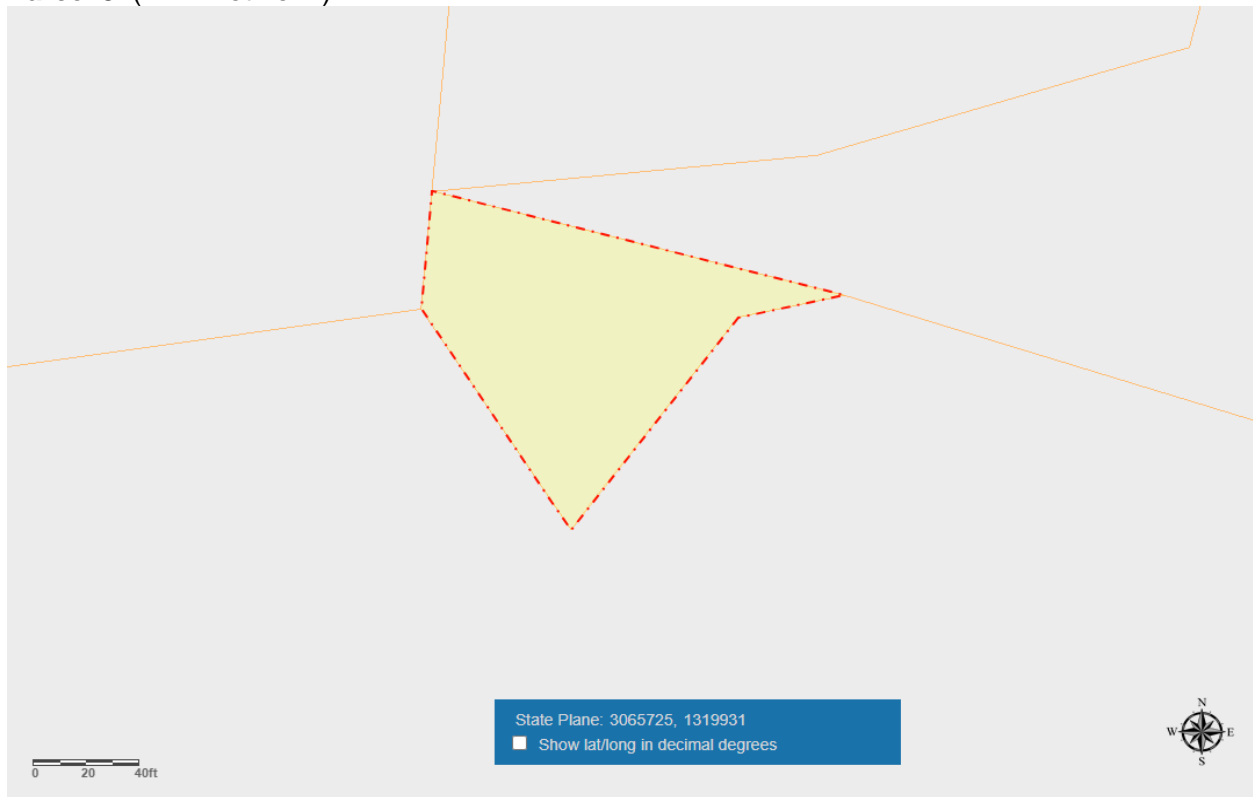 State Plane: 3065725, 1319931
Show lat/long in decimal degrees
N
W E
S
0 20 40ft